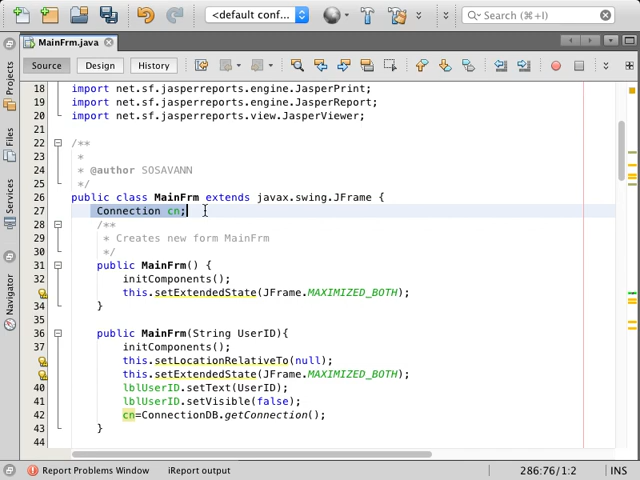 <default conf...
Search (⌘+I)
MainFrm.java
Source Design History
Projects
Files
Services
Navigator
18 import net.sf.jasperreports.engine.JasperPrint;
19 import net.sf.jasperreports.engine.JasperReport;
20 import net.sf.jasperreports.view.JasperViewer;
21
22 /**
23 *
24 * @author SOSAVANN
25 */
26 public class MainFrm extends javax.swing.JFrame {
27 Connection cn;
28 /**
29 * Creates new form MainFrm
30 */
31 public MainFrm() {
32 initComponents();
this.setExtendedState(JFrame.MAXIMIZED_BOTH);
34 }
35
36 public MainFrm(String UserID){
37 initComponents();
this.setLocationRelativeTo(null);
this.setExtendedState(JFrame.MAXIMIZED_BOTH);
40 lblUserID.setText(UserID);
41 lblUserID.setVisible(false);
42 cn=ConnectionDB.getConnection();
43 }
44
Report Problems Window iReport output 286:76/1:2 INS